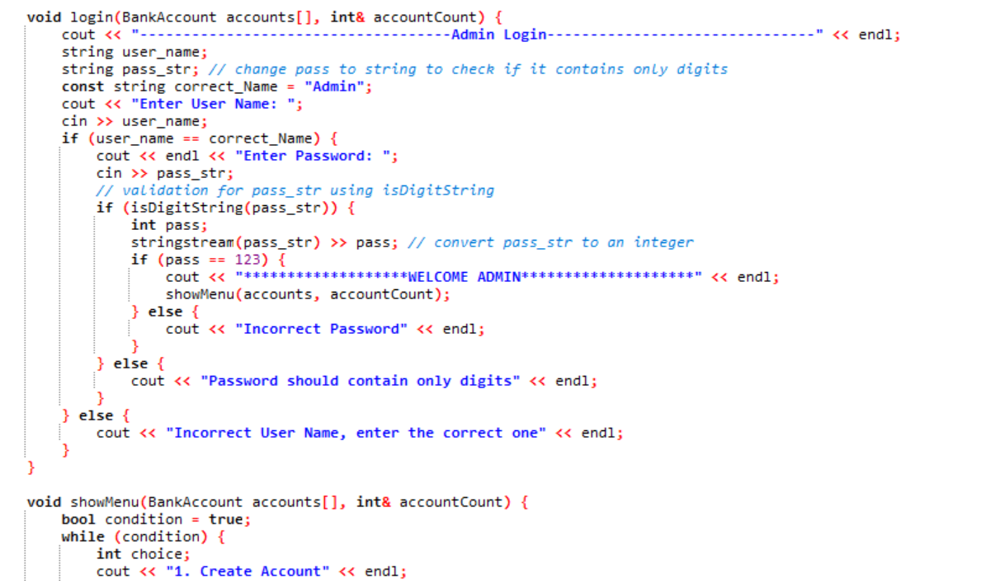 void login(BankAccount accounts[], int& accountCount) {
    cout << "------------------------------------Admin Login-------------------------------" << endl;
    string user_name;
    string pass_str; // change pass to string to check if it contains only digits
    const string correct_Name = "Admin";
    cout << "Enter User Name: ";
    cin >> user_name;
    if (user_name == correct_Name) {
        cout << endl << "Enter Password: ";
        cin >> pass_str;
        // validation for pass_str using isDigitString
        if (isDigitString(pass_str)) {
            int pass;
            stringstream(pass_str) >> pass; // convert pass_str to an integer
            if (pass == 123) {
                cout << "*******************WELCOME ADMIN********************" << endl;
                showMenu(accounts, accountCount);
            } else {
                cout << "Incorrect Password" << endl;
            }
        } else {
            cout << "Password should contain only digits" << endl;
        }
    } else {
        cout << "Incorrect User Name, enter the correct one" << endl;
    }
}
void showMenu(BankAccount accounts[], int& accountCount) {
    bool condition = true;
    while (condition) {
        int choice;
        cout << "1. Create Account" << endl;